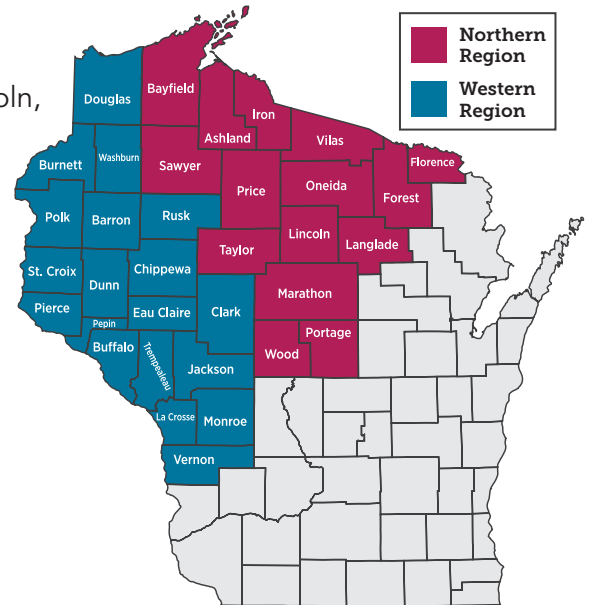 oln,
Northern
Region
Western
Region
Douglas
Bayfield
Iron
Ashland
Vilas
Washburn
Burnett
Sawyer
Florence
Price
Oneida
Forest
Polk
Barron
Rusk
Lincoln
Langlade
Taylor
St. Croix
Dunn
Chippewa
Marathon
Pierce
Eau Claire
Clark
Pepin
Portage
Buffalo
Trempealeau
Wood
Jackson
La Crosse
Monroe
Vernon